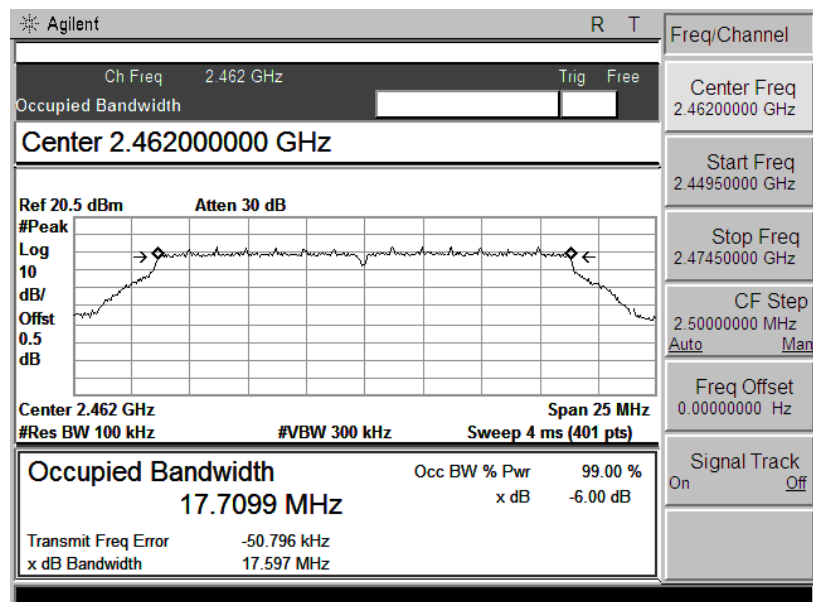 Agilent R T
Ch Freq 2.462 GHz Trig Free
Occupied Bandwidth
Center 2.462000000 GHz
Ref 20.5 dBm Atten 30 dB
#Peak
Log
10
dB/
Offst
0.5
dB
Center 2.462 GHz Span 25 MHz
#Res BW 100 kHz #VBW 300 kHz Sweep 4 ms (401 pts)
Occupied Bandwidth Occ BW % Pwr 99.00 %
17.7099 MHz x dB -6.00 dB
Transmit Freq Error -50.796 kHz
x dB Bandwidth 17.597 MHz
Freq/Channel
Center Freq
2.46200000 GHz
Start Freq
2.44950000 GHz
Stop Freq
2.47450000 GHz
CF Step
2.50000000 MHz
Auto Man
Freq Offset
0.00000000 Hz
Signal Track
On Off